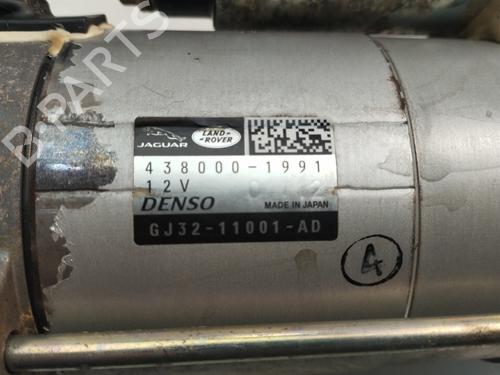 JAGUAR
LAND-
ROVER
438000-1991
12V
DENSO
MADE IN JAPAN
GJ32-11001-AD
4
B-PARTS